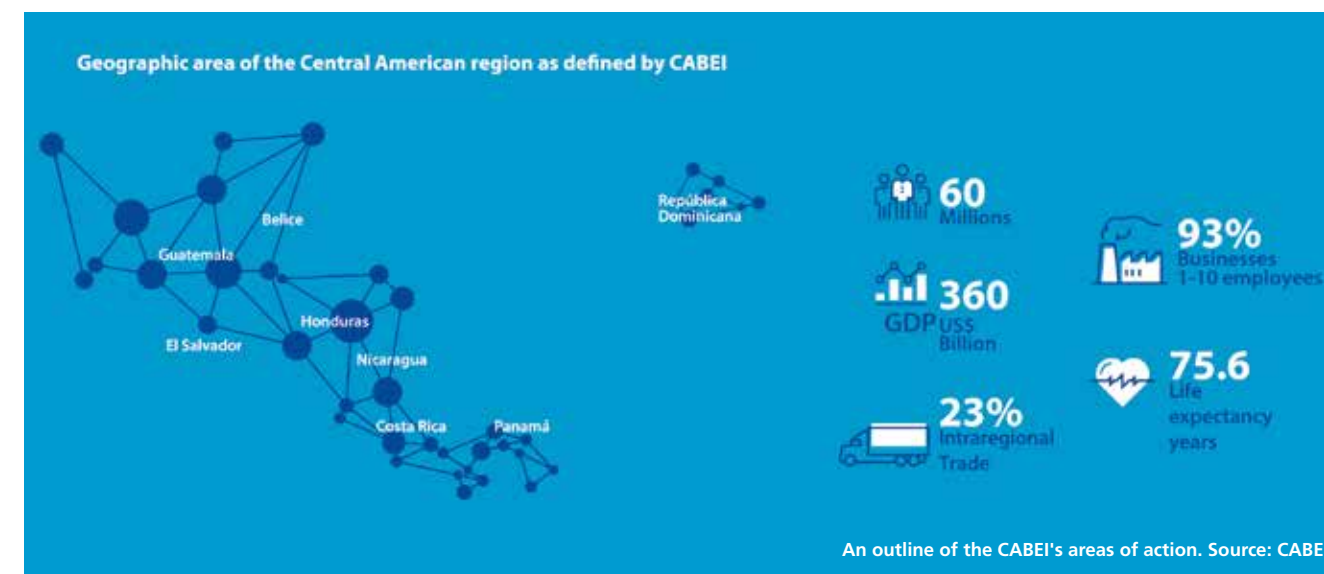 Geographic area of the Central American region as defined by CABEI
Belice
Guatemala
Honduras
El Salvador
Nicaragua
Costa Rica
Panamá
República
Dominicana
60
Millions
360
GDP US$
Billion
23%
Intraregional
Trade
93%
Businesses
1-10 employees
75.6
Life
expectancy
years
An outline of the CABEI's areas of action. Source: CABE